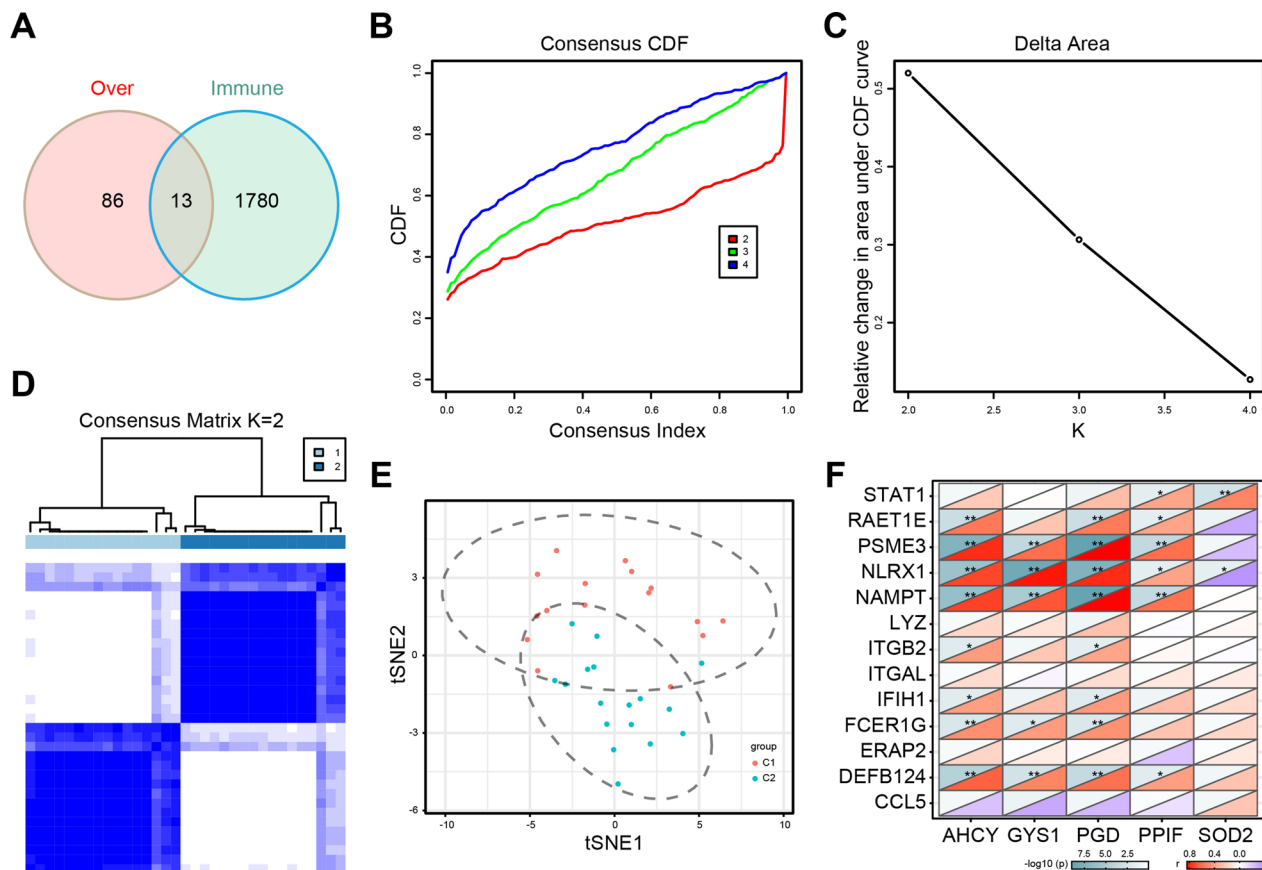 A
Over
Immune
86
13
1780
B
Consensus CDF
CDF
0.0
0.2
0.4
0.6
0.8
1.0
2
3
4
0.0 0.2 0.4 0.6 0.8 1.0
Consensus Index
C
Delta Area
Relative change in area under CDF curve
0.2
0.3
0.4
0.5
2.0 2.5 3.0 3.5 4.0
K
D
Consensus Matrix K=2
1
2
E
tSNE2
3
0
-3
-6
group
C1
C2
-10 -5 0 5 10
tSNE1
F
STAT1 * **
RAET1E ** ** *
PSME3 ** ** ** **
NLRX1 ** ** ** * *
NAMPT ** ** ** **
LYZ
ITGB2 * *
ITGAL
IFIH1 * *
FCER1G ** * **
ERAP2
DEFB124 ** ** ** *
CCL5
AHCY GYS1 PGD PPIF SOD2
-log10 (p) 7.5 5.0 2.5
r 0.8 0.4 0.0